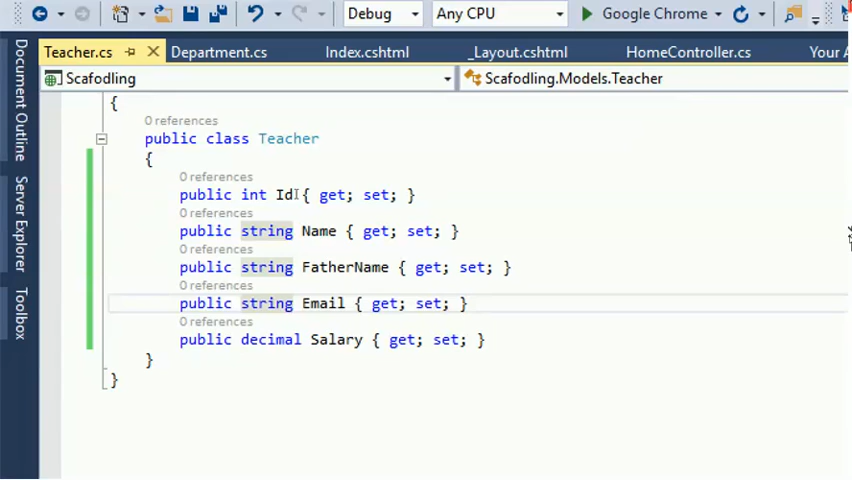 Debug Any CPU Google Chrome
Teacher.cs Department.cs Index.cshtml _Layout.cshtml HomeController.cs Your A
Scafodling Scafodling.Models.Teacher
Document Outline
Server Explorer
Toolbox
{
0 references
public class Teacher
{
0 references
public int Id { get; set; }
0 references
public string Name { get; set; }
0 references
public string FatherName { get; set; }
0 references
public string Email { get; set; }
0 references
public decimal Salary { get; set; }
}
}